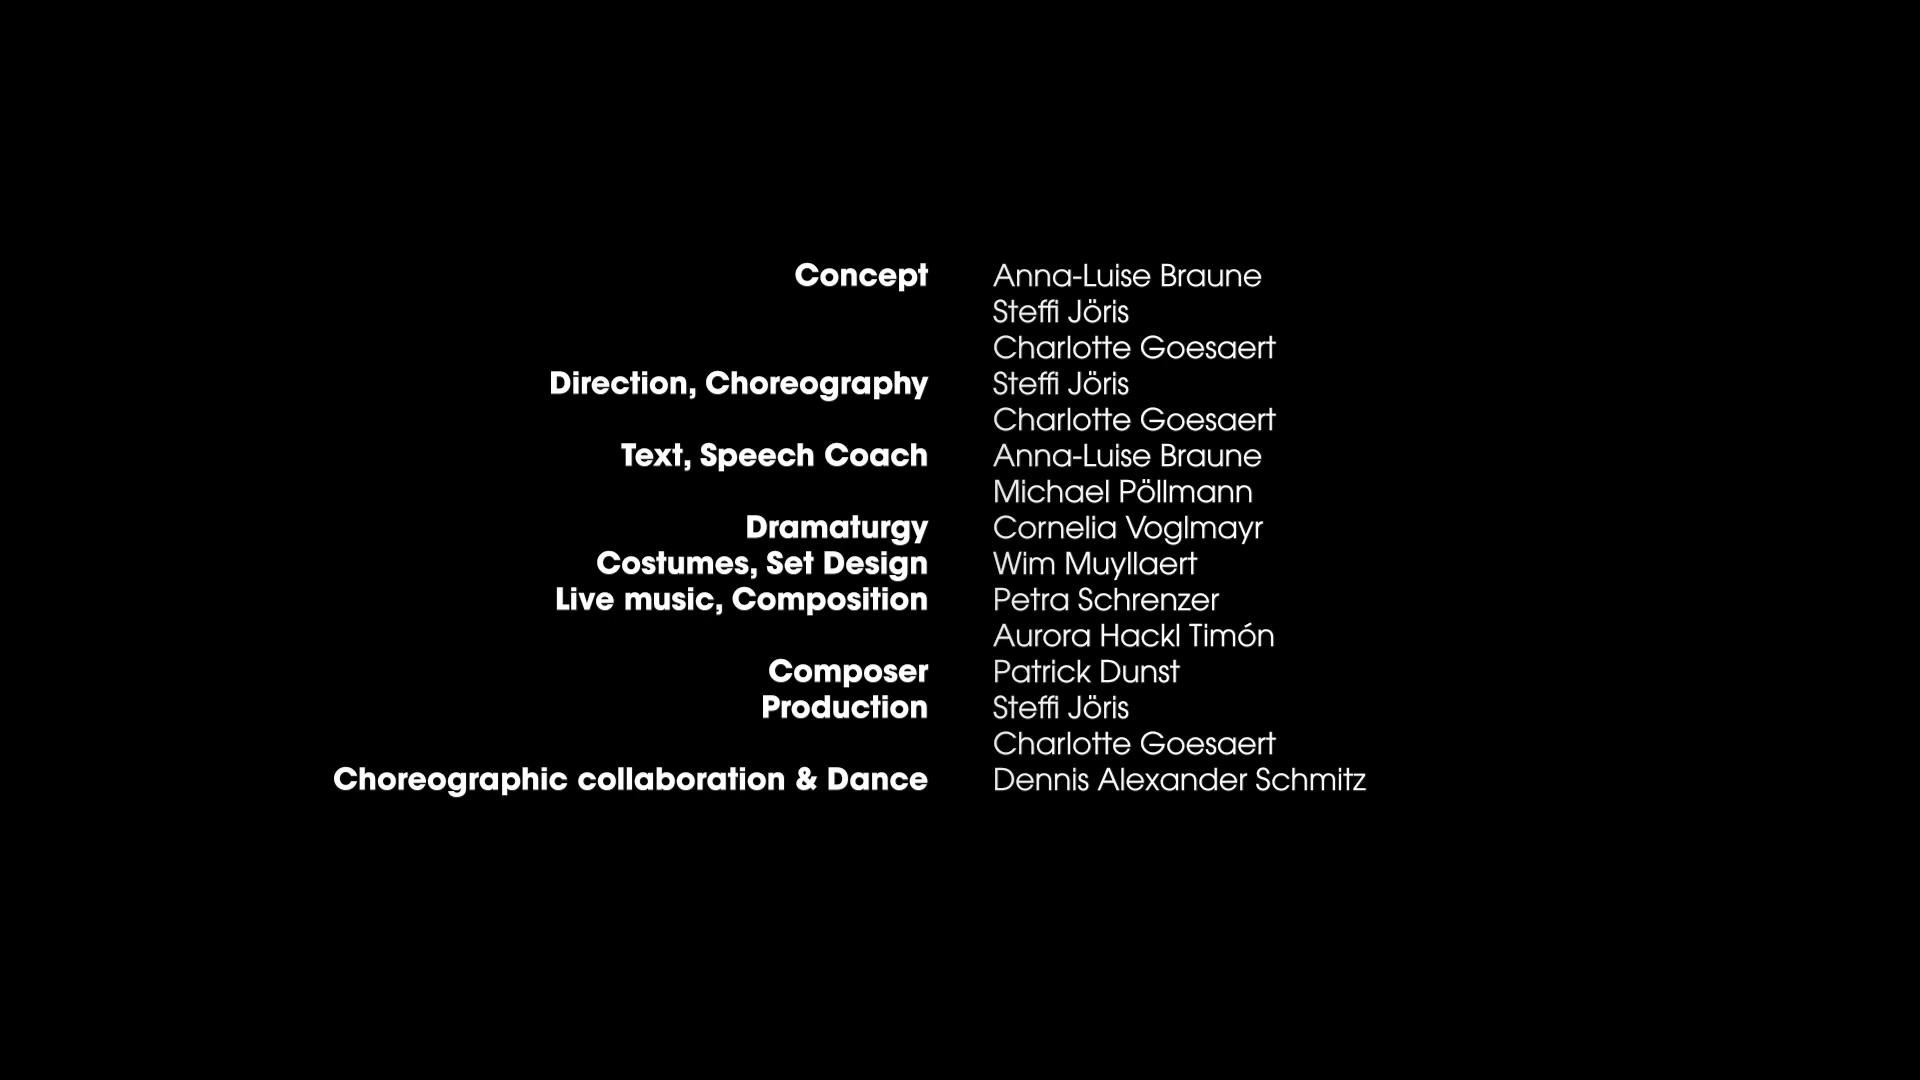 Concept Anna-Luise Braune
Steffi Jöris
Charlotte Goesaert
Direction, Choreography Steffi Jöris
Charlotte Goesaert
Text, Speech Coach Anna-Luise Braune
Michael Pöllmann
Dramaturgy Cornelia Voglmayr
Costumes, Set Design Wim Muyllaert
Live music, Composition Petra Schrenzer
Aurora Hackl Timón
Composer Patrick Dunst
Production Steffi Jöris
Charlotte Goesaert
Choreographic collaboration & Dance Dennis Alexander Schmitz